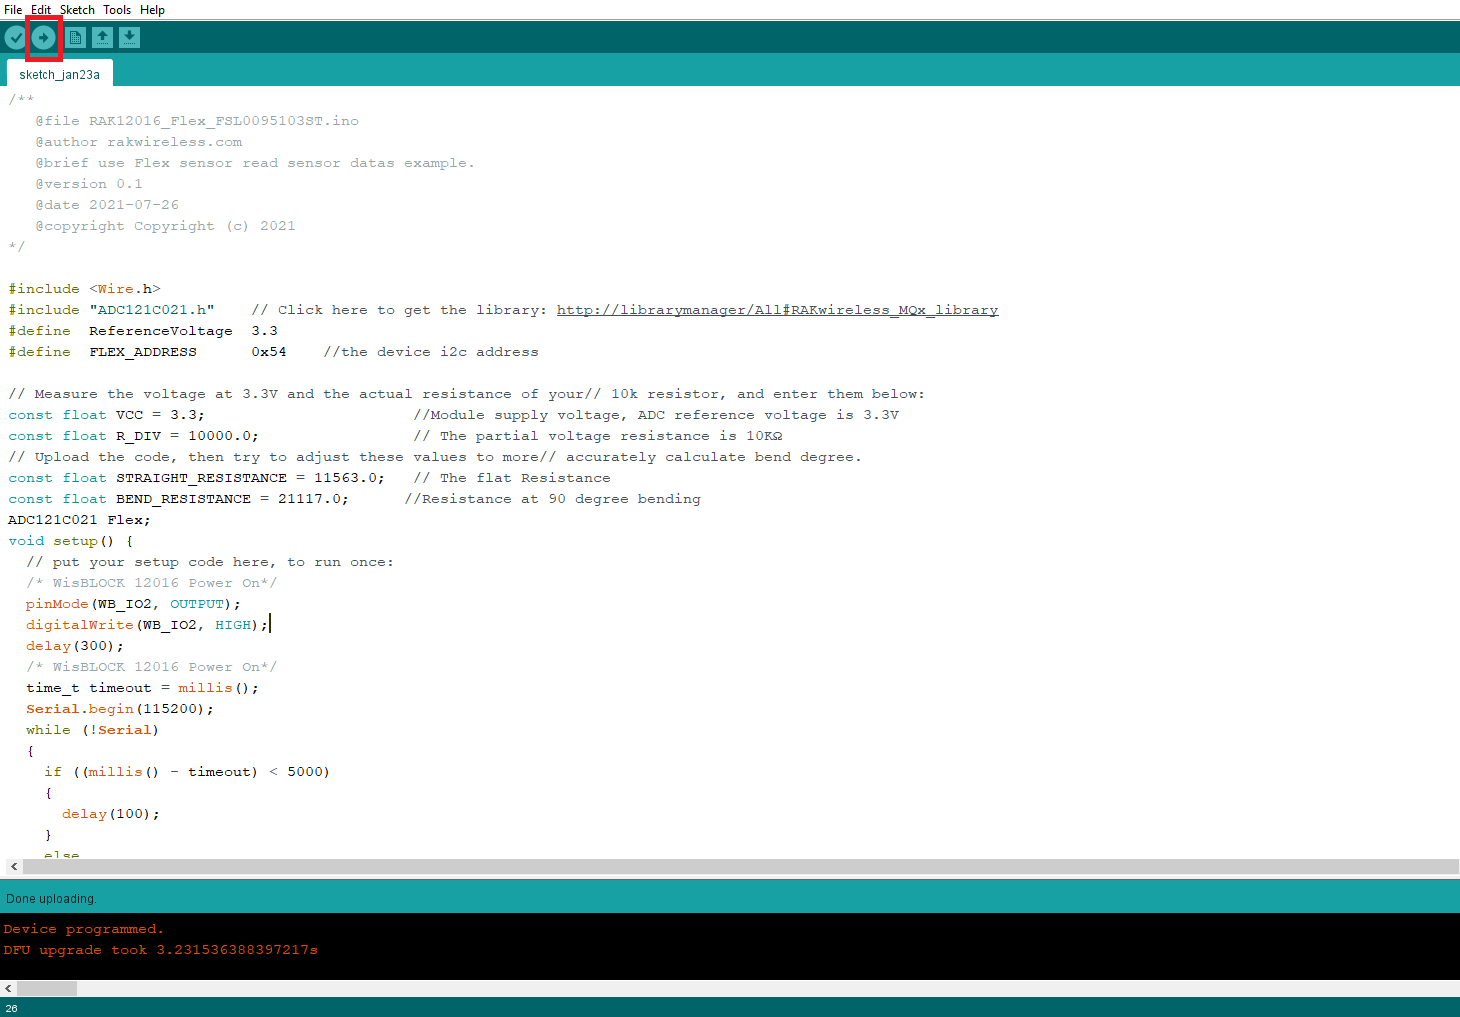 File Edit Sketch Tools Help
sketch_jan23a
/**
@file RAK12016_Flex_FSL0095103ST.ino
@author rakwireless.com
@brief use Flex sensor read sensor datas example.
@version 0.1
@date 2021-07-26
@copyright Copyright (c) 2021
*/
#include <Wire.h>
#include "ADC121C021.h" // Click here to get the library: http://librarymanager/All#RAKwireless_MQx_library
#define ReferenceVoltage 3.3
#define FLEX_ADDRESS 0x54 //the device i2c address
// Measure the voltage at 3.3V and the actual resistance of your// 10k resistor, and enter them below:
const float VCC = 3.3; //Module supply voltage, ADC reference voltage is 3.3V
const float R_DIV = 10000.0; // The partial voltage resistance is 10KΩ
// Upload the code, then try to adjust these values to more// accurately calculate bend degree.
const float STRAIGHT_RESISTANCE = 11563.0; // The flat Resistance
const float BEND_RESISTANCE = 21117.0; //Resistance at 90 degree bending
ADC121C021 Flex;
void setup() {
// put your setup code here, to run once:
/* WisBLOCK 12016 Power On*/
pinMode(WB_IO2, OUTPUT);
digitalWrite(WB_IO2, HIGH);
delay(300);
/* WisBLOCK 12016 Power On*/
time_t timeout = millis();
Serial.begin(115200);
while (!Serial)
{
if ((millis() - timeout) < 5000)
{
delay(100);
}
else
Done uploading.
Device programmed.
DFU upgrade took 3.231536388397217s
26